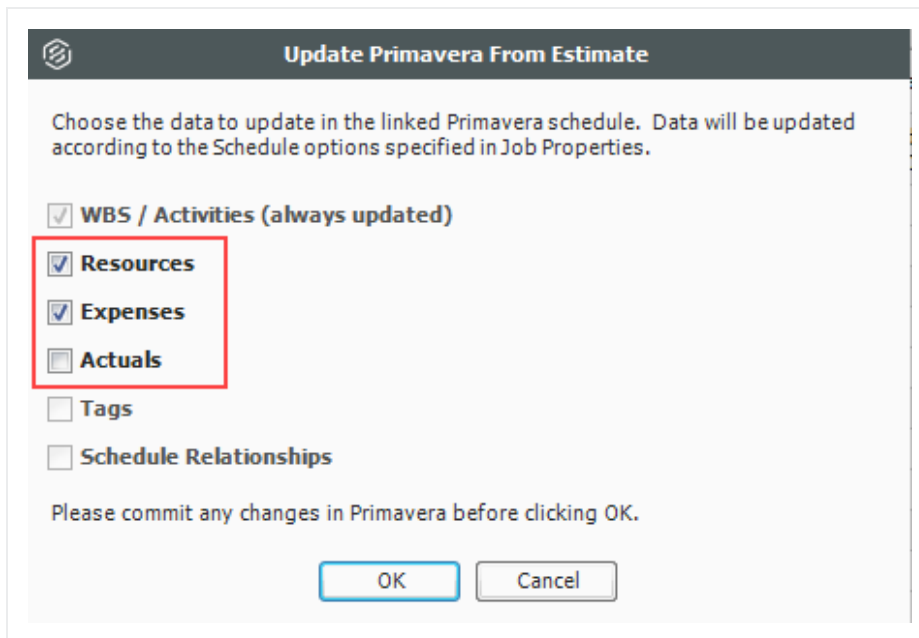 Update Primavera From Estimate
Choose the data to update in the linked Primavera schedule. Data will be updated
according to the Schedule options specified in Job Properties.
WBS / Activities (always updated)
Resources
Expenses
Actuals
Tags
Schedule Relationships
Please commit any changes in Primavera before clicking OK.
OK
Cancel